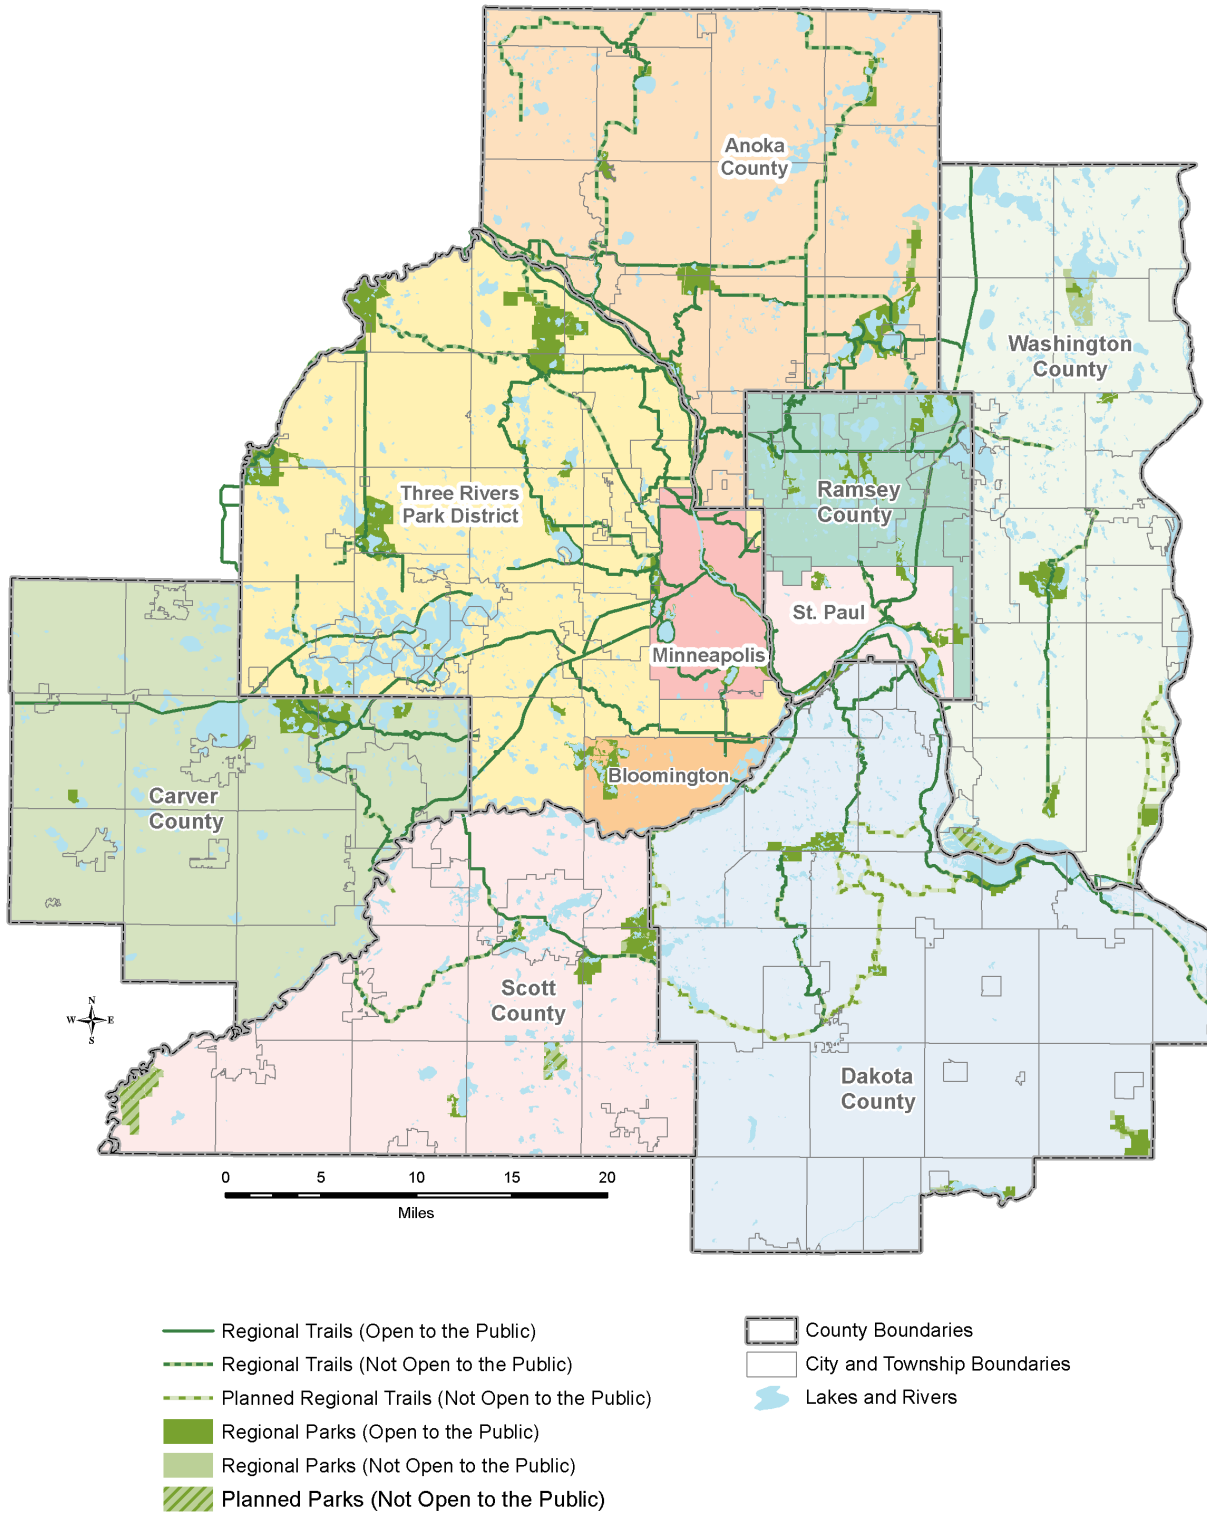 Anoka
County
Washington
County
Three Rivers
Park District
Ramsey
County
St. Paul
Minneapolis
Bloomington
Carver
County
Scott
County
N
W E
S
Dakota
County
0 5 10 15 20
Miles
Regional Trails (Open to the Public)
Regional Trails (Not Open to the Public)
Planned Regional Trails (Not Open to the Public)
Regional Parks (Open to the Public)
Regional Parks (Not Open to the Public)
Planned Parks (Not Open to the Public)
County Boundaries
City and Township Boundaries
Lakes and Rivers